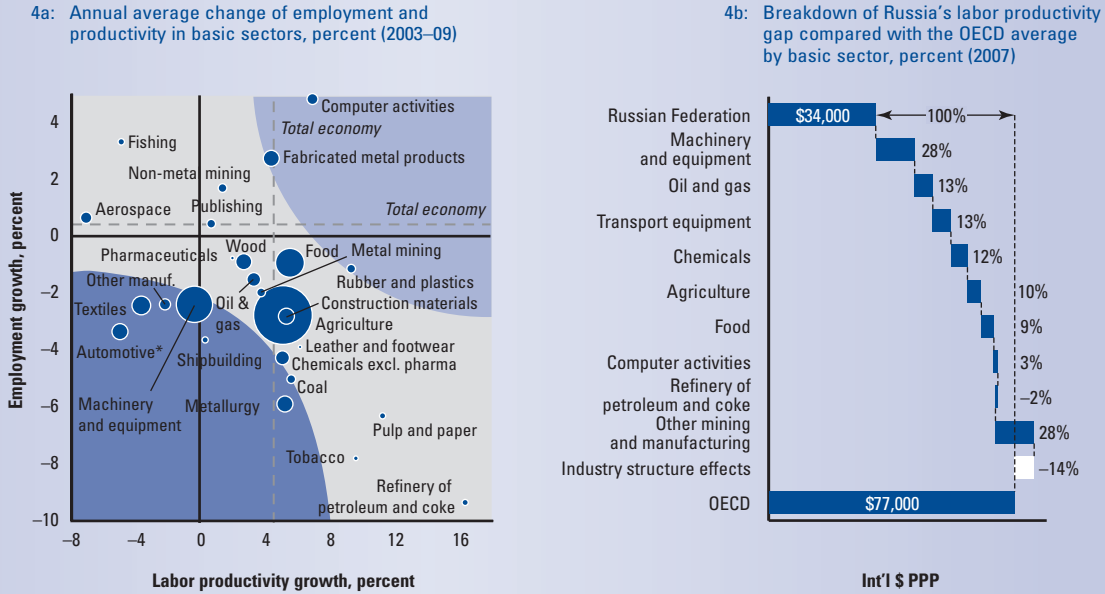 4a: Annual average change of employment and
productivity in basic sectors, percent (2003–09)
Employment growth, percent
4
2
0
–2
–4
–6
–8
–10
Computer activities
Total economy
Fishing
Fabricated metal products
Non-metal mining
Aerospace
Publishing
Total economy
Pharmaceuticals
Wood
Food
Metal mining
Other manuf.
Rubber and plastics
Textiles
Oil &
gas
Construction materials
Agriculture
Automotive*
Shipbuilding
Leather and footwear
Chemicals excl. pharma
Coal
Machinery
and equipment
Metallurgy
Pulp and paper
Tobacco
Refinery of
petroleum and coke
–8
–4
0
4
8
12
16
Labor productivity growth, percent
4b: Breakdown of Russia's labor productivity
gap compared with the OECD average
by basic sector, percent (2007)
Russian Federation
$34,000
100%
Machinery
and equipment
28%
Oil and gas
13%
Transport equipment
13%
Chemicals
12%
Agriculture
10%
Food
9%
Computer activities
3%
Refinery of
petroleum and coke
–2%
Other mining
and manufacturing
28%
Industry structure effects
–14%
OECD
$77,000
Int'l $ PPP